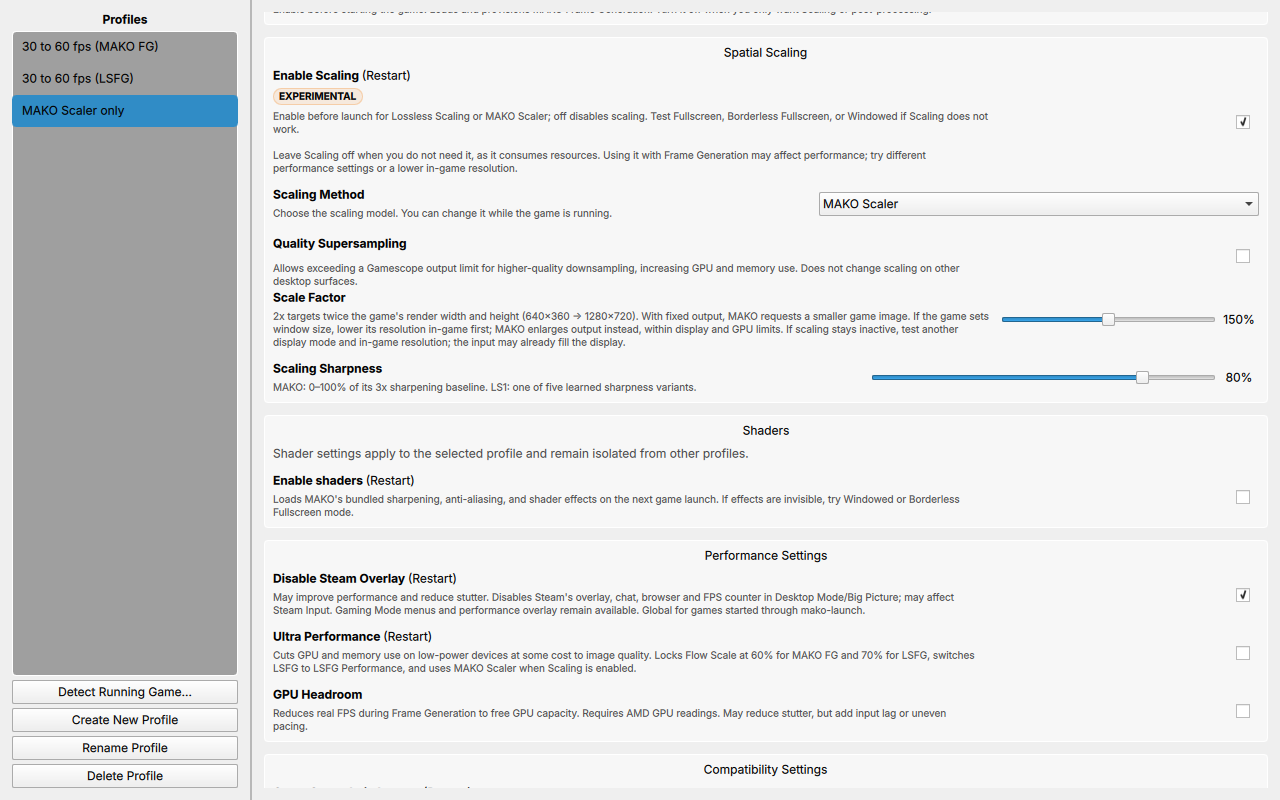 Profiles
30 to 60 fps (MAKO FG)
30 to 60 fps (LSFG)
MAKO Scaler only
Detect Running Game...
Create New Profile
Rename Profile
Delete Profile
Spatial Scaling
Enable Scaling (Restart)
EXPERIMENTAL
Enable before launch for Lossless Scaling or MAKO Scaler; off disables scaling. Test Fullscreen, Borderless Fullscreen, or Windowed if Scaling does not
work.
Leave Scaling off when you do not need it, as it consumes resources. Using it with Frame Generation may affect performance; try different
performance settings or a lower in-game resolution.
Scaling Method
Choose the scaling model. You can change it while the game is running.
MAKO Scaler
Quality Supersampling
Allows exceeding a Gamescope output limit for higher-quality downsampling, increasing GPU and memory use. Does not change scaling on other
desktop surfaces.
Scale Factor
2x targets twice the game's render width and height (640×360 → 1280×720). With fixed output, MAKO requests a smaller game image. If the game sets
window size, lower its resolution in-game first; MAKO enlarges output instead, within display and GPU limits. If scaling stays inactive, test another
display mode and in-game resolution; the input may already fill the display.
150%
Scaling Sharpness
MAKO: 0–100% of its 3x sharpening baseline. LS1: one of five learned sharpness variants.
80%
Shaders
Shader settings apply to the selected profile and remain isolated from other profiles.
Enable shaders (Restart)
Loads MAKO's bundled sharpening, anti-aliasing, and shader effects on the next game launch. If effects are invisible, try Windowed or Borderless
Fullscreen mode.
Performance Settings
Disable Steam Overlay (Restart)
May improve performance and reduce stutter. Disables Steam's overlay, chat, browser and FPS counter in Desktop Mode/Big Picture; may affect
Steam Input. Gaming Mode menus and performance overlay remain available. Global for games started through mako-launch.
Ultra Performance (Restart)
Cuts GPU and memory use on low-power devices at some cost to image quality. Locks Flow Scale at 60% for MAKO FG and 70% for LSFG, switches
LSFG to LSFG Performance, and uses MAKO Scaler when Scaling is enabled.
GPU Headroom
Reduces real FPS during Frame Generation to free GPU capacity. Requires AMD GPU readings. May reduce stutter, but add input lag or uneven
pacing.
Compatibility Settings